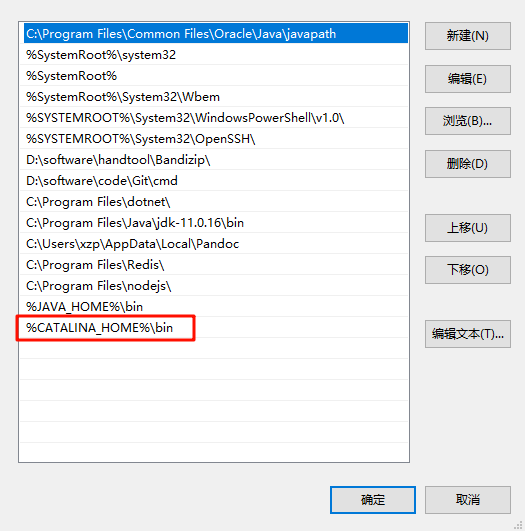 C:\Program Files\Common Files\Oracle\Java\javapath
%SystemRoot%\system32
%SystemRoot%
%SystemRoot%\System32\Wbem
%SYSTEMROOT%\System32\WindowsPowerShell\v1.0\
%SYSTEMROOT%\System32\OpenSSH\
D:\software\handtool\Bandizip\
D:\software\code\Git\cmd
C:\Program Files\dotnet\
C:\Program Files\Java\jdk-11.0.16\bin
C:\Users\xzp\AppData\Local\Pandoc
C:\Program Files\Redis\
C:\Program Files\nodejs\
%JAVA_HOME%\bin
%CATALINA_HOME%\bin
新建(N)
编辑(E)
浏览(B)...
删除(D)
上移(U)
下移(O)
编辑文本(T)...
确定
取消